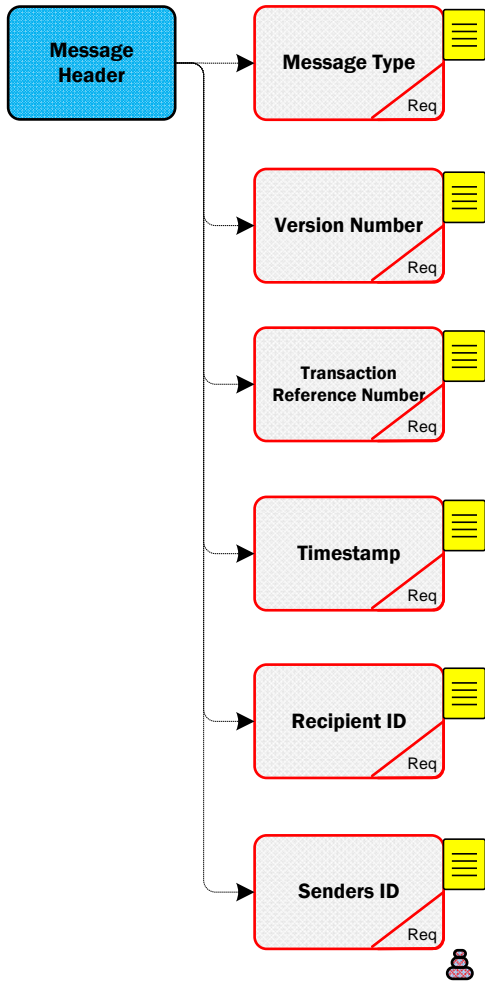 Message
Header
Message Type
Req
Version Number
Req
Transaction
Reference Number
Req
Timestamp
Req
Recipient ID
Req
Senders ID
Req